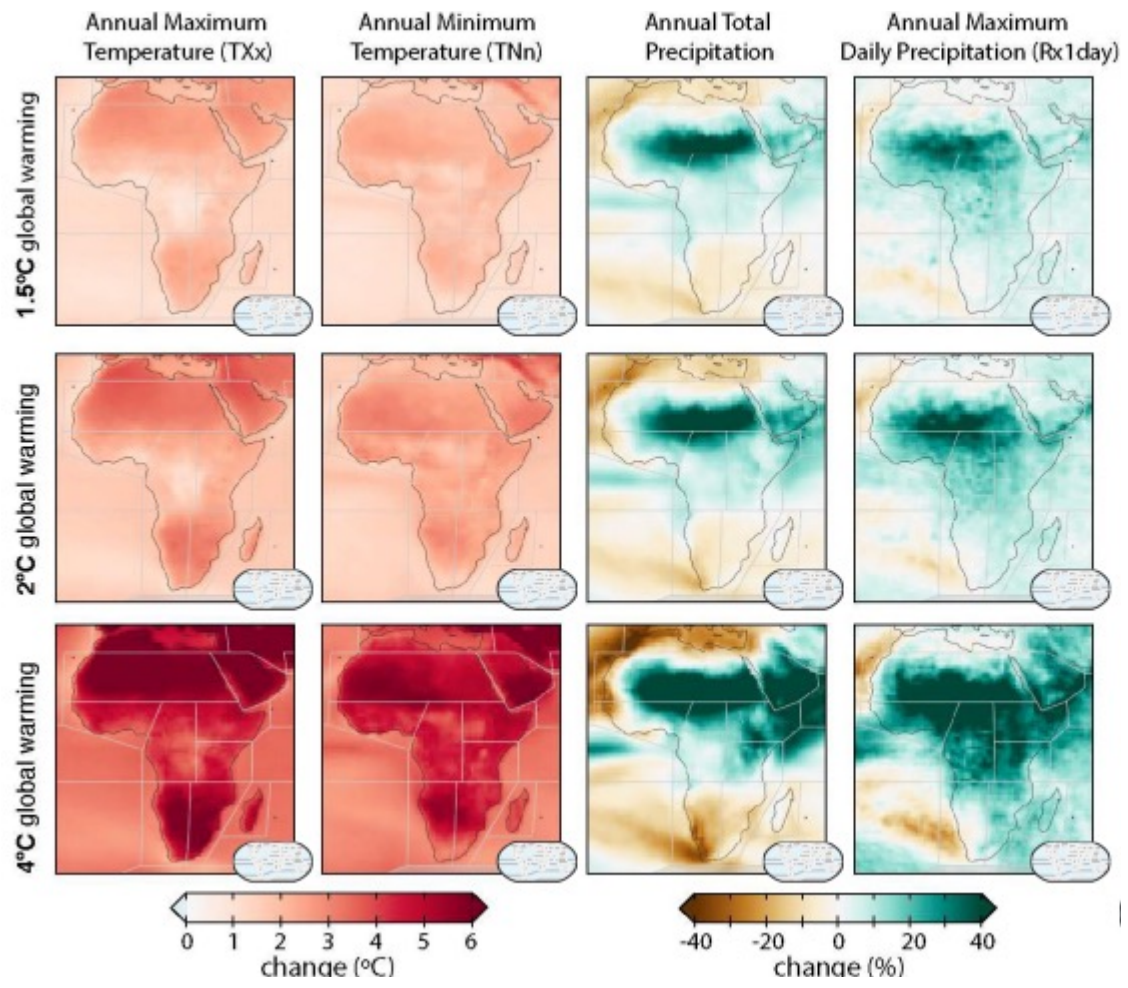 Annual Maximum
Temperature (TXx)
Annual Minimum
Temperature (TNn)
Annual Total
Precipitation
Annual Maximum
Daily Precipitation (Rx1day)
1.5ºC global warming
2ºC global warming
4ºC global warming
0 1 2 3 4 5 6
change (ºC)
-40 -20 0 20 40
change (%)